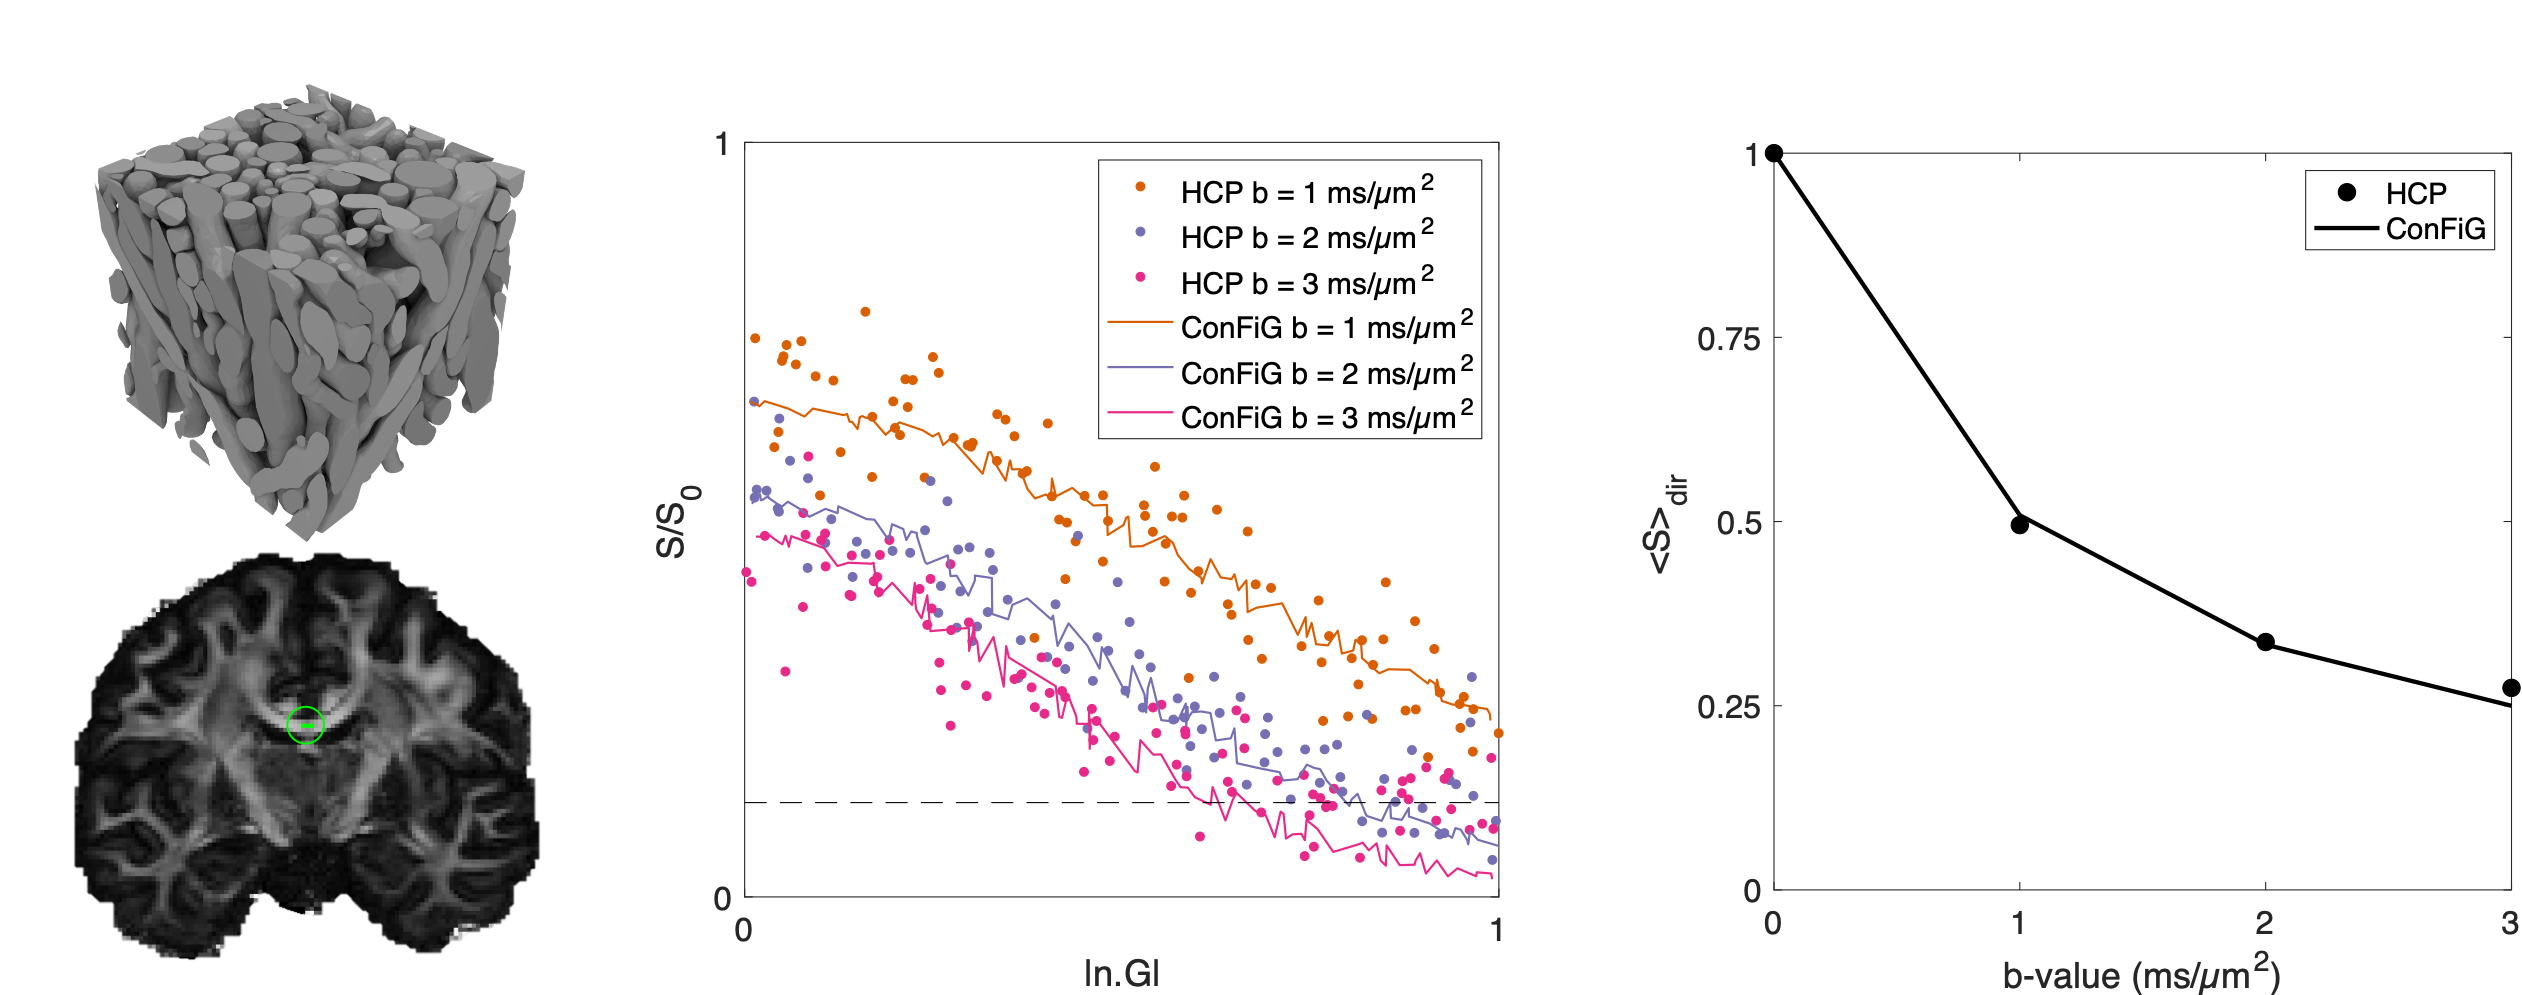 1
HCP b = 1 ms/µm²
HCP b = 2 ms/µm²
HCP b = 3 ms/µm²
ConFiG b = 1 ms/µm²
ConFiG b = 2 ms/µm²
ConFiG b = 3 ms/µm²
S/S₀
0
0
1
|n.G|
1
0.75
0.5
0.25
0
HCP
ConFiG
<S>dir
0
1
2
3
b-value (ms/µm²)